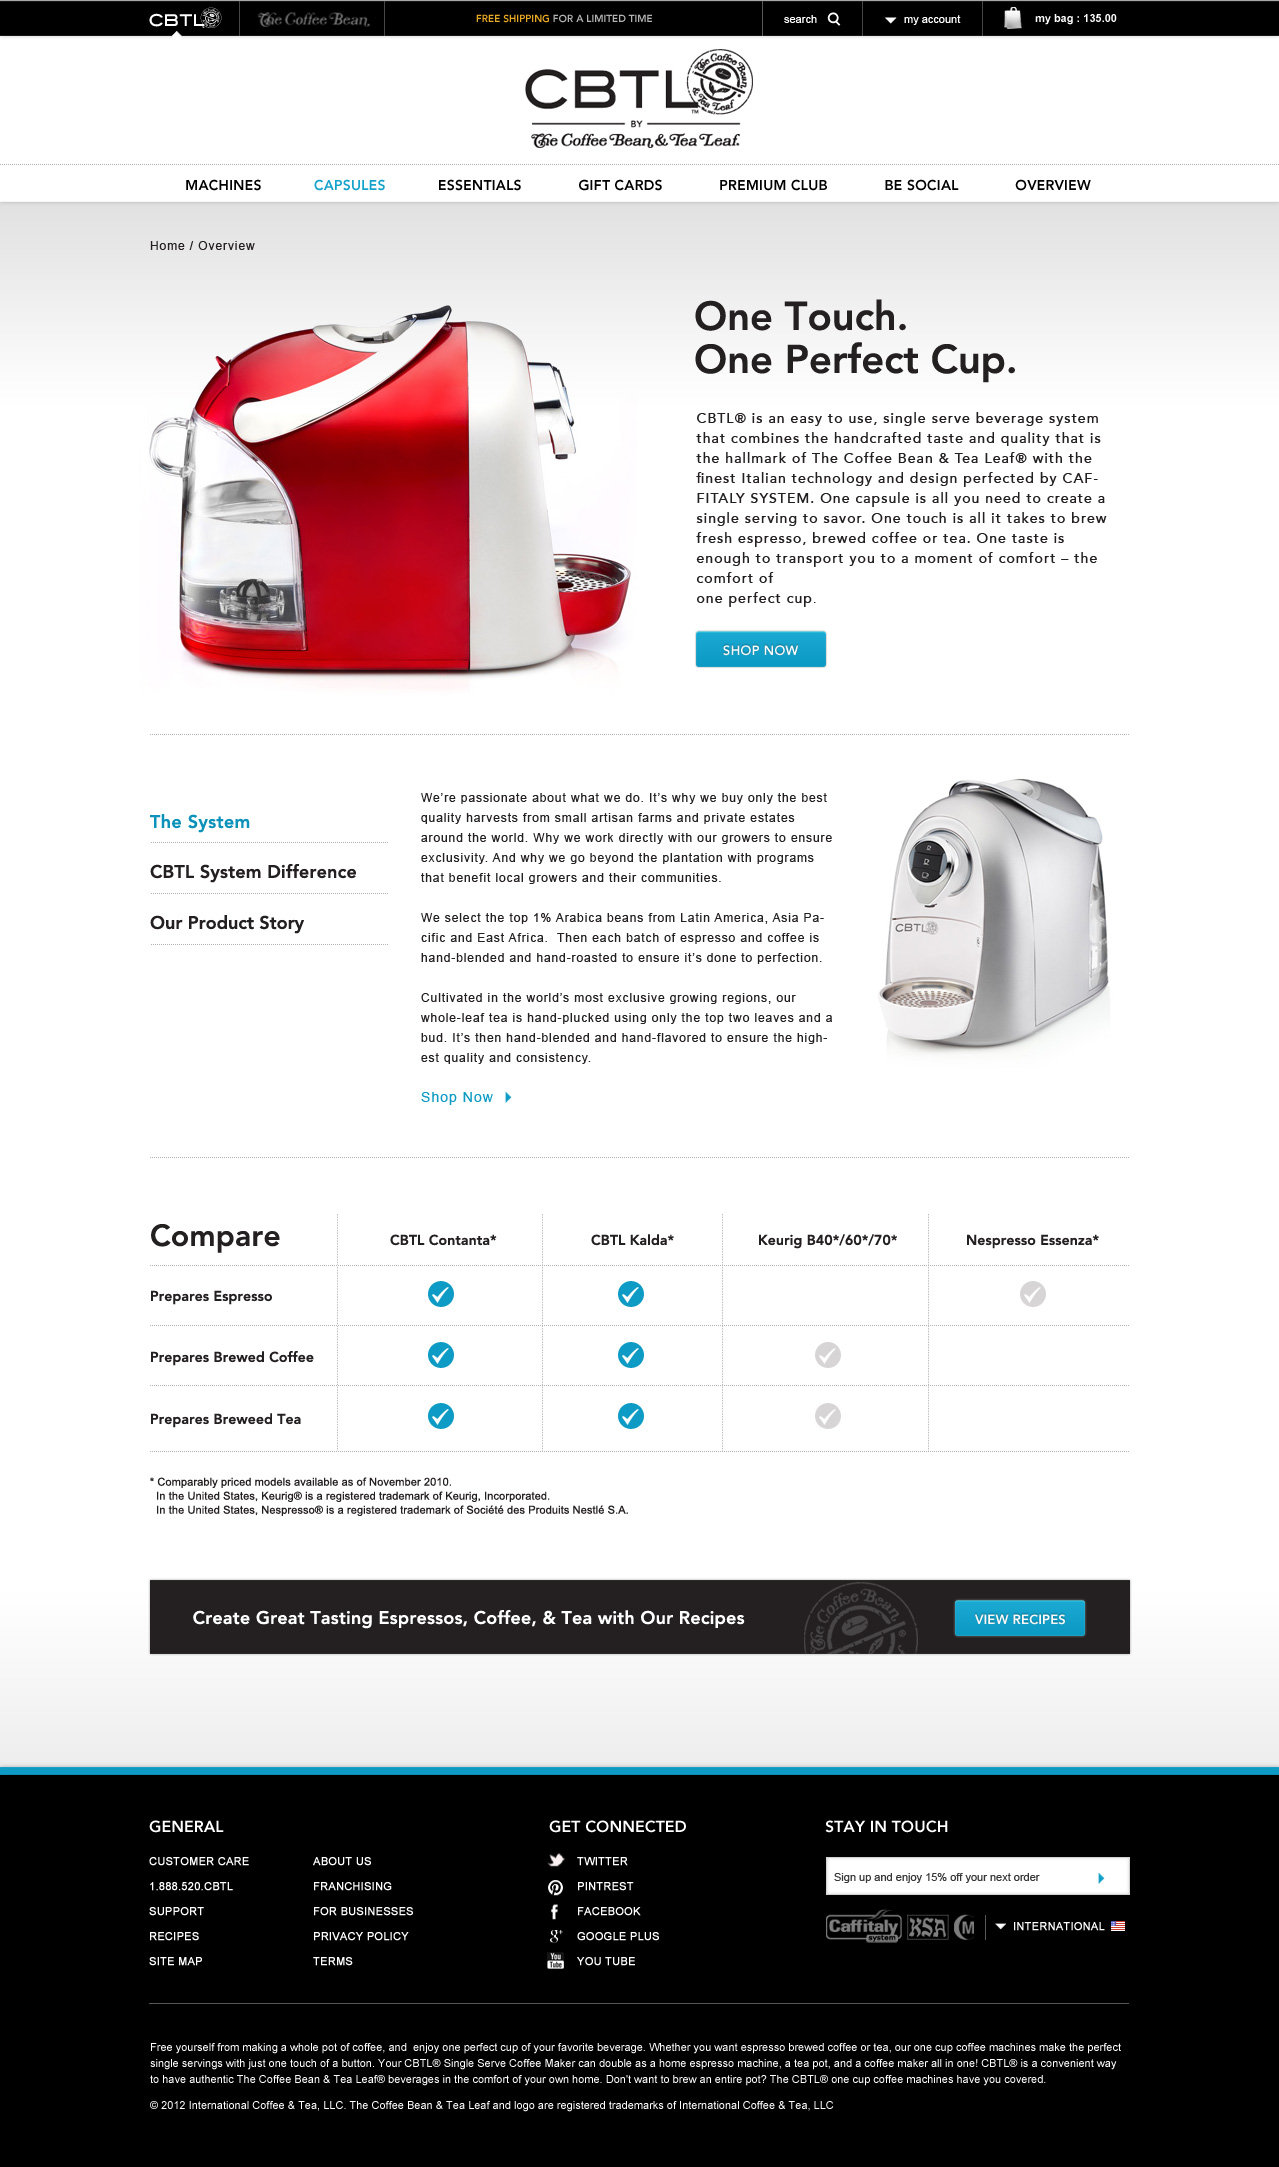 CBTL
The Coffee Bean
FREE SHIPPING FOR A LIMITED TIME
search
my account
my bag : 135.00
CBTL
The Coffee Bean
& Tea Leaf
TM
BY
The Coffee Bean & Tea Leaf.
MACHINES CAPSULES ESSENTIALS GIFT CARDS PREMIUM CLUB BE SOCIAL OVERVIEW
Home / Overview
One Touch.
One Perfect Cup.
CBTL® is an easy to use, single serve beverage system
that combines the handcrafted taste and quality that is
the hallmark of The Coffee Bean & Tea Leaf® with the
finest Italian technology and design perfected by CAF-
FITALY SYSTEM. One capsule is all you need to create a
single serving to savor. One touch is all it takes to brew
fresh espresso, brewed coffee or tea. One taste is
enough to transport you to a moment of comfort – the
comfort of
one perfect cup.
SHOP NOW
The System
CBTL System Difference
Our Product Story
We're passionate about what we do. It's why we buy only the best
quality harvests from small artisan farms and private estates
around the world. Why we work directly with our growers to ensure
exclusivity. And why we go beyond the plantation with programs
that benefit local growers and their communities.
We select the top 1% Arabica beans from Latin America, Asia Pa-
cific and East Africa.  Then each batch of espresso and coffee is
hand-blended and hand-roasted to ensure it's done to perfection.
Cultivated in the world's most exclusive growing regions, our
whole-leaf tea is hand-plucked using only the top two leaves and a
bud. It's then hand-blended and hand-flavored to ensure the high-
est quality and consistency.
Shop Now
CBTL
Compare CBTL Contanta* CBTL Kalda* Keurig B40*/60*/70* Nespresso Essenza*
Prepares Espresso
Prepares Brewed Coffee
Prepares Breweed Tea
* Comparably priced models available as of November 2010.
In the United States, Keurig® is a registered trademark of Keurig, Incorporated.
In the United States, Nespresso® is a registered trademark of Société des Produits Nestlé S.A.
Create Great Tasting Espressos, Coffee, & Tea with Our Recipes
The Coffee Bean
VIEW RECIPES
GENERAL
CUSTOMER CARE
1.888.520.CBTL
SUPPORT
RECIPES
SITE MAP
ABOUT US
FRANCHISING
FOR BUSINESSES
PRIVACY POLICY
TERMS
GET CONNECTED
TWITTER
PINTREST
FACEBOOK
GOOGLE PLUS
You Tube YOU TUBE
STAY IN TOUCH
Sign up and enjoy 15% off your next order
Caffitaly system
KSA
M
INTERNATIONAL
Free yourself from making a whole pot of coffee, and  enjoy one perfect cup of your favorite beverage. Whether you want espresso brewed coffee or tea, our one cup coffee machines make the perfect
single servings with just one touch of a button. Your CBTL® Single Serve Coffee Maker can double as a home espresso machine, a tea pot, and a coffee maker all in one! CBTL® is a convenient way
to have authentic The Coffee Bean & Tea Leaf® beverages in the comfort of your own home. Don't want to brew an entire pot? The CBTL® one cup coffee machines have you covered.
© 2012 International Coffee & Tea, LLC. The Coffee Bean & Tea Leaf and logo are registered trademarks of International Coffee & Tea, LLC